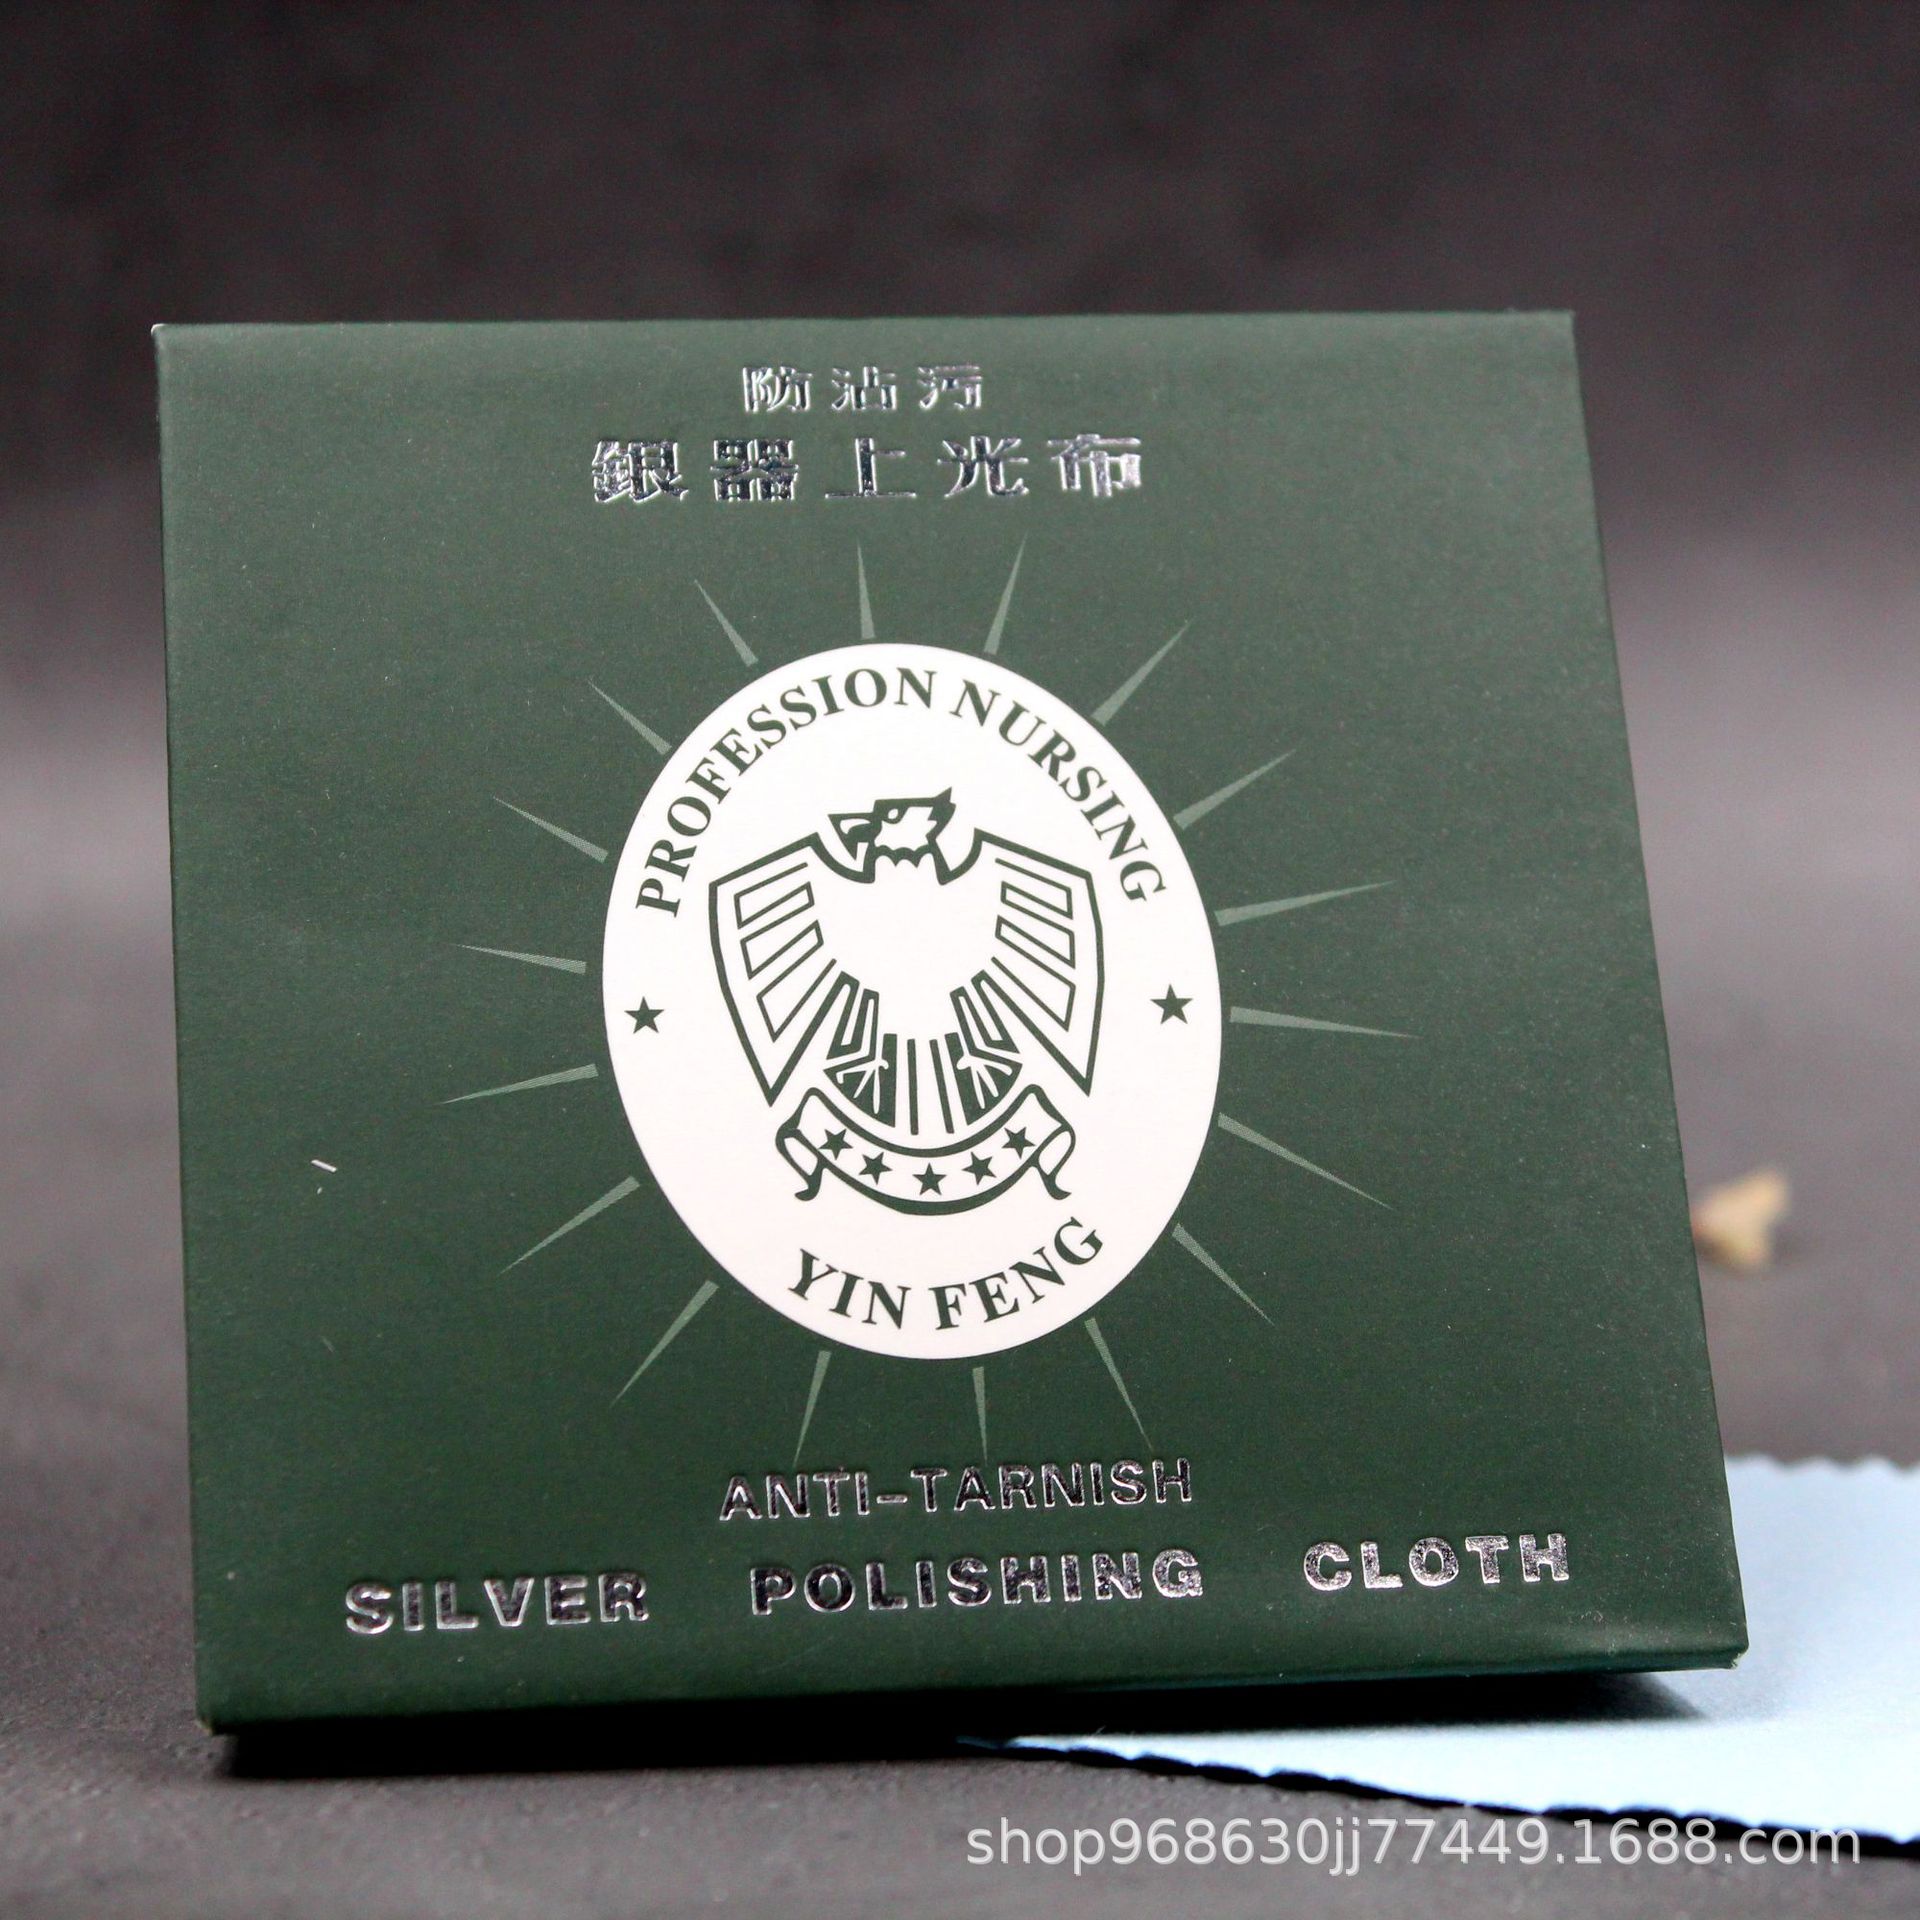 防沾污
銀器上光布
PROFESSION NURSING
YIN FENG
ANTI-TARNISH
SILVER POLISHING CLOTH
shop968630jj77449.1688.com